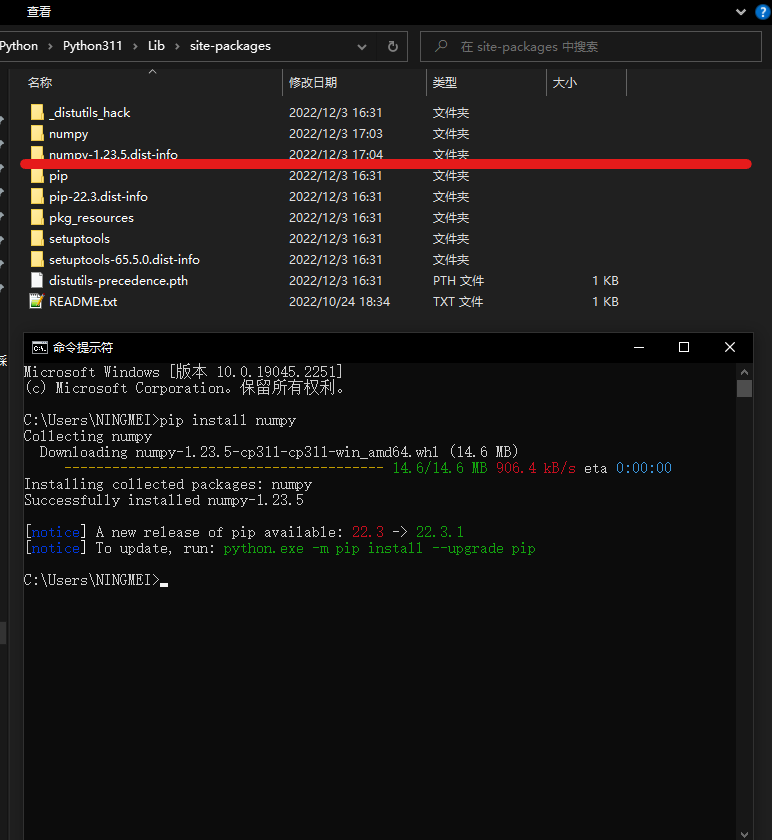 查看
Python > Python311 > Lib > site-packages
在 site-packages 中搜索
名称 修改日期 类型 大小
_distutils_hack 2022/12/3 16:31 文件夹
numpy 2022/12/3 17:03 文件夹
numpy-1.23.5.dist-info 2022/12/3 17:04 文件夹
pip 2022/12/3 16:31 文件夹
pip-22.3.dist-info 2022/12/3 16:31 文件夹
pkg_resources 2022/12/3 16:31 文件夹
setuptools 2022/12/3 16:31 文件夹
setuptools-65.5.0.dist-info 2022/12/3 16:31 文件夹
distutils-precedence.pth 2022/12/3 16:31 PTH 文件 1 KB
README.txt 2022/10/24 18:34 TXT 文件 1 KB
命令提示符
Microsoft Windows [版本 10.0.19045.2251]
(c) Microsoft Corporation。保留所有权利。
C:\Users\NINGMEI>pip install numpy
Collecting numpy
Downloading numpy-1.23.5-cp311-cp311-win_amd64.whl (14.6 MB)
---------------------------------------- 14.6/14.6 MB 906.4 kB/s eta 0:00:00
Installing collected packages: numpy
Successfully installed numpy-1.23.5
[notice] A new release of pip available: 22.3 -> 22.3.1
[notice] To update, run: python.exe -m pip install --upgrade pip
C:\Users\NINGMEI>